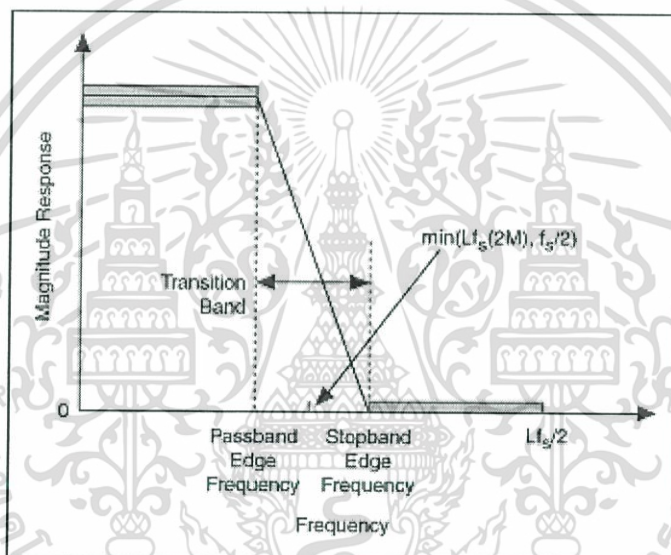 Magnitude Response
min(Lfs(2M), fs/2)
Transition
Band
0
Passband
Edge
Frequency
Stopband
Edge
Frequency
Lfs/2
Frequency